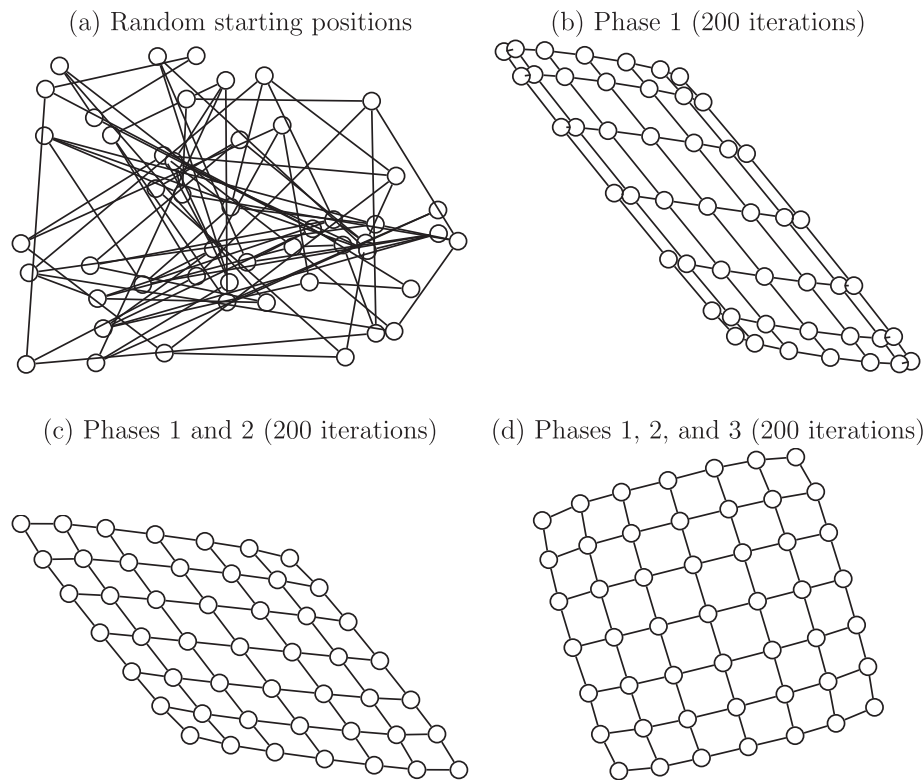 (a) Random starting positions
(b) Phase 1 (200 iterations)
(c) Phases 1 and 2 (200 iterations)
(d) Phases 1, 2, and 3 (200 iterations)